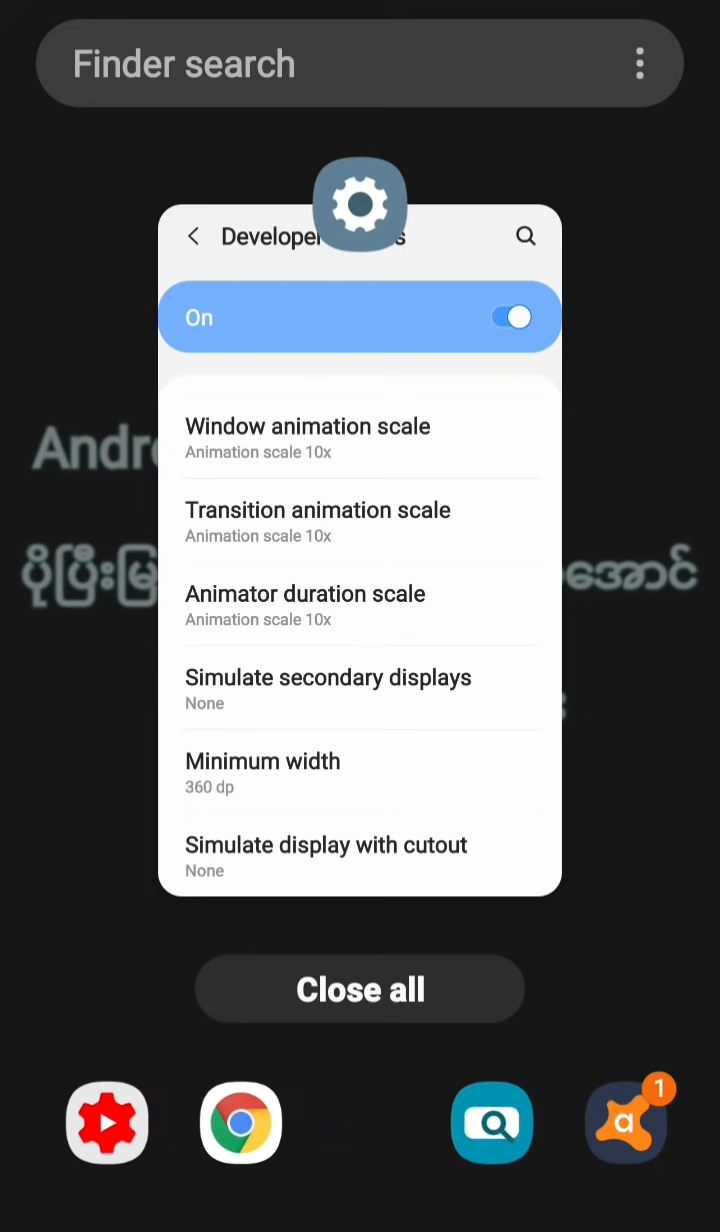 Finder search
Developer
On
Window animation scale
Animation scale 10x
Transition animation scale
Animation scale 10x
Animator duration scale
Animation scale 10x
Simulate secondary displays
None
Minimum width
360 dp
Simulate display with cutout
None
Close all
1